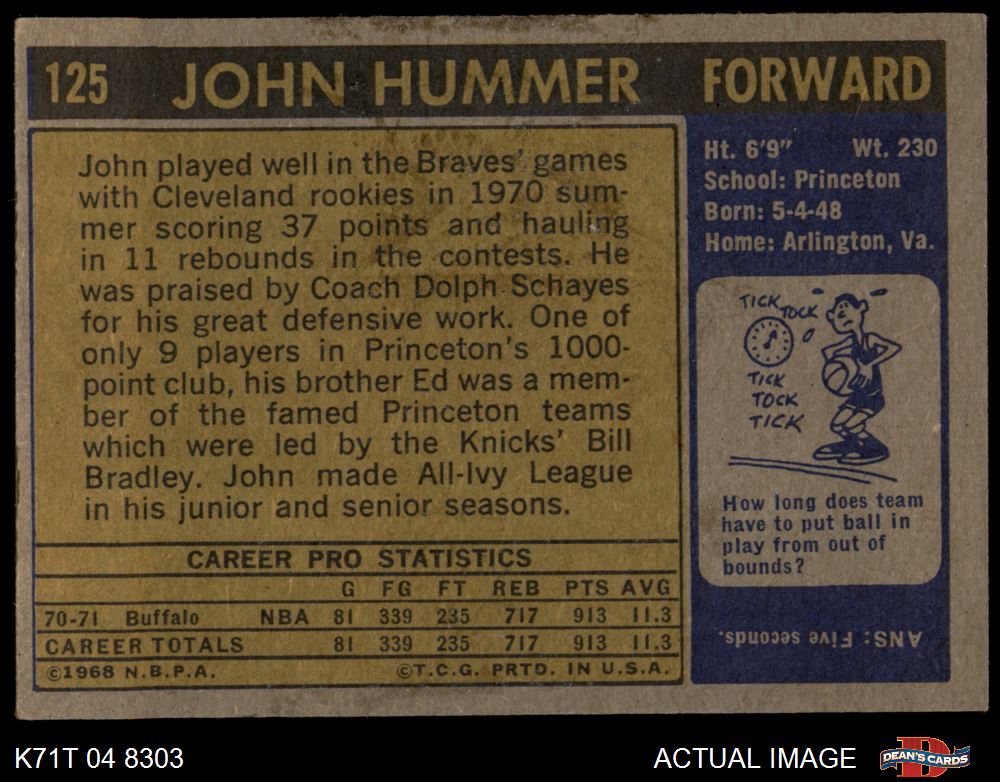 125 JOHN HUMMER FORWARD
John played well in the Braves' games
with Cleveland rookies in 1970 sum-
mer scoring 37 points and hauling
in 11 rebounds in the contests. He
was praised by Coach Dolph Schayes
for his great defensive work. One of
only 9 players in Princeton's 1000-
point club, his brother Ed was a mem-
ber of the famed Princeton teams
which were led by the Knicks' Bill
Bradley. John made All-Ivy League
in his junior and senior seasons.
CAREER PRO STATISTICS
G FG FT REB PTS AVG
70-71 Buffalo NBA 81 339 235 717 913 11.3
CAREER TOTALS 81 339 235 717 913 11.3
©1968 N.B.P.A. ©T.C.G. PRTD. IN U.S.A.
Ht. 6'9" Wt. 230
School: Princeton
Born: 5-4-48
Home: Arlington, Va.
TICK
TOCK
TICK
TOCK
TICK
How long does team
have to put ball in
play from out of
bounds?
ANS: Five seconds.
K71T 04 8303 ACTUAL IMAGE
D
DEAN'S CARDS